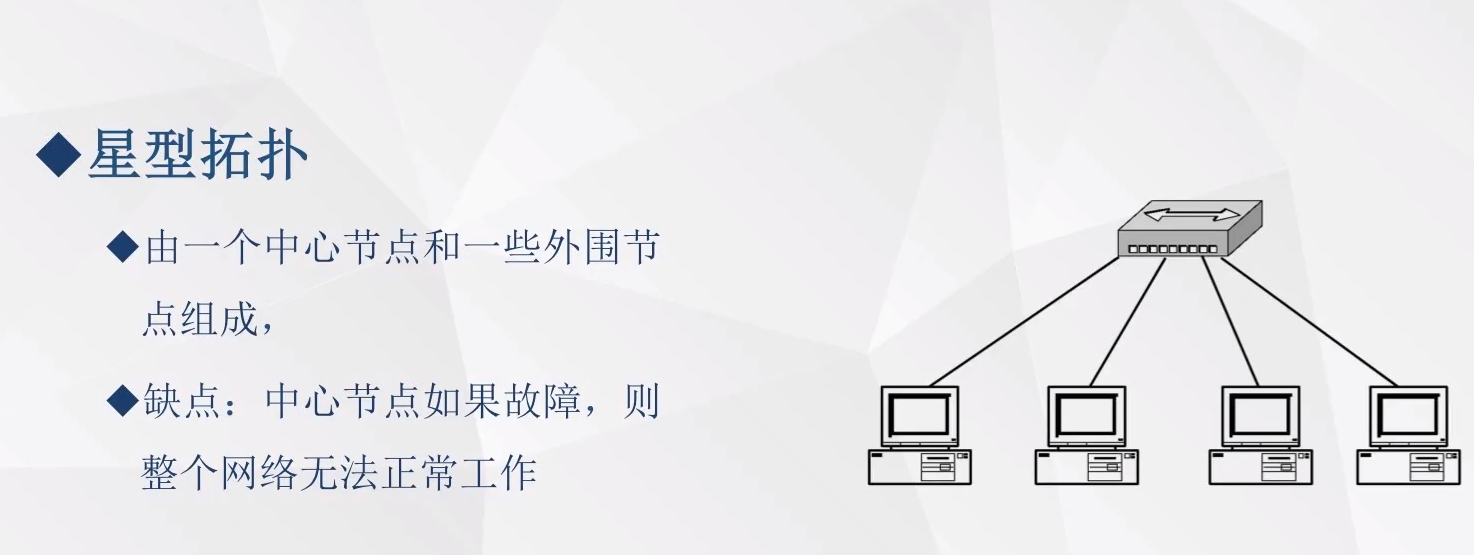 ◆星型拓扑
◆由一个中心节点和一些外围节
点组成，
◆缺点：中心节点如果故障，则
整个网络无法正常工作